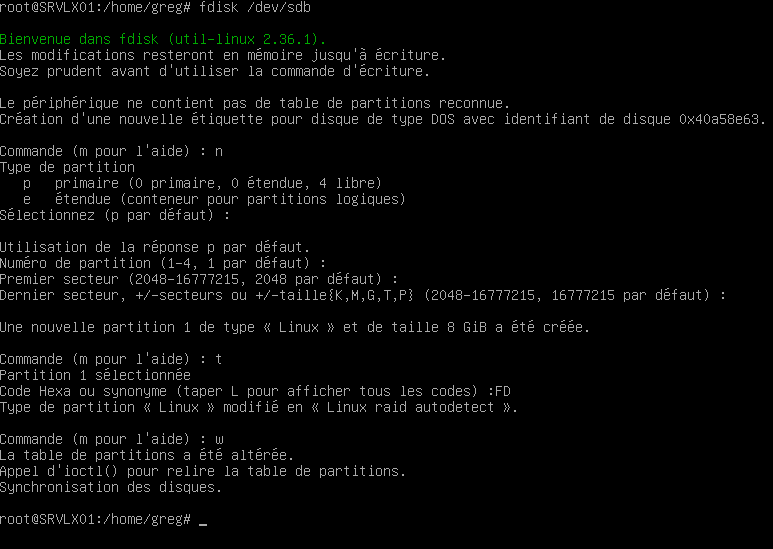 root@SRVLX01:/home/greg# fdisk /dev/sdb
Bienvenue dans fdisk (util-linux 2.36.1).
Les modifications resteront en mémoire jusqu'à écriture.
Soyez prudent avant d'utiliser la commande d'écriture.
Le périphérique ne contient pas de table de partitions reconnue.
Création d'une nouvelle étiquette pour disque de type DOS avec identifiant de disque 0x40a58e63.
Commande (m pour l'aide) : n
Type de partition
   p   primaire (0 primaire, 0 étendue, 4 libre)
   e   étendue (conteneur pour partitions logiques)
Sélectionnez (p par défaut) :
Utilisation de la réponse p par défaut.
Numéro de partition (1-4, 1 par défaut) :
Premier secteur (2048-16777215, 2048 par défaut) :
Dernier secteur, +/-secteurs ou +/-taille{K,M,G,T,P} (2048-16777215, 16777215 par défaut) :
Une nouvelle partition 1 de type « Linux » et de taille 8 GiB a été créée.
Commande (m pour l'aide) : t
Partition 1 sélectionnée
Code Hexa ou synonyme (taper L pour afficher tous les codes) :FD
Type de partition « Linux » modifié en « Linux raid autodetect ».
Commande (m pour l'aide) : w
La table de partitions a été altérée.
Appel d'ioctl() pour relire la table de partitions.
Synchronisation des disques.
root@SRVLX01:/home/greg# _